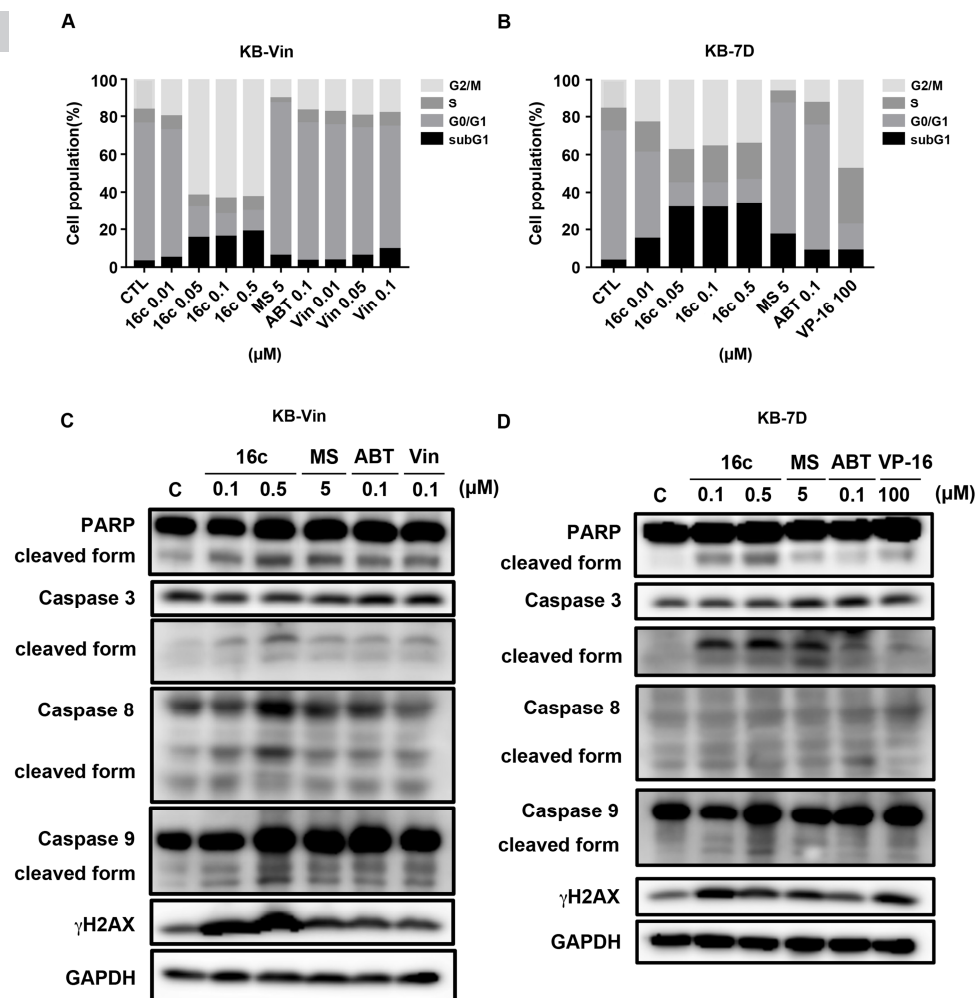 A
KB-Vin
Cell population(%)
100
80
60
40
20
0
G2/M
S
G0/G1
subG1
CTL
16c 0.01
16c 0.05
16c 0.1
16c 0.5
MS 5
ABT 0.1
Vin 0.01
Vin 0.05
Vin 0.1
(μM)
B
KB-7D
Cell population(%)
100
80
60
40
20
0
G2/M
S
G0/G1
subG1
CTL
16c 0.01
16c 0.05
16c 0.1
16c 0.5
MS 5
ABT 0.1
VP-16 100
(μM)
C
KB-Vin
16c MS ABT Vin
C 0.1 0.5 5 0.1 0.1 (μM)
PARP
cleaved form
Caspase 3
cleaved form
Caspase 8
cleaved form
Caspase 9
cleaved form
γH2AX
GAPDH
D
KB-7D
16c MS ABT VP-16
C 0.1 0.5 5 0.1 100 (μM)
PARP
cleaved form
Caspase 3
cleaved form
Caspase 8
cleaved form
Caspase 9
cleaved form
γH2AX
GAPDH